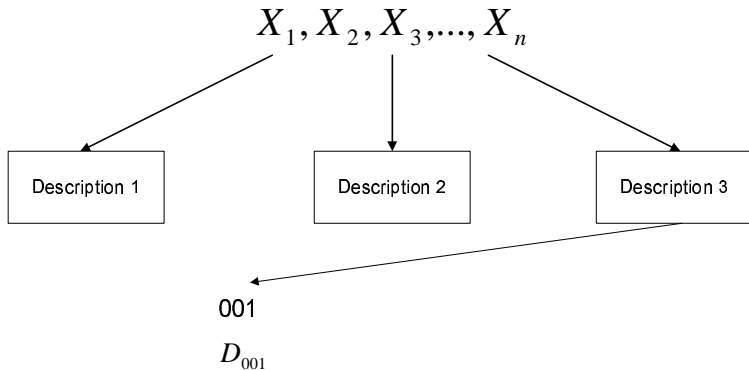 X₁, X₂, X₃,..., Xₙ
Description 1 Description 2 Description 3
001
D₀₀₁